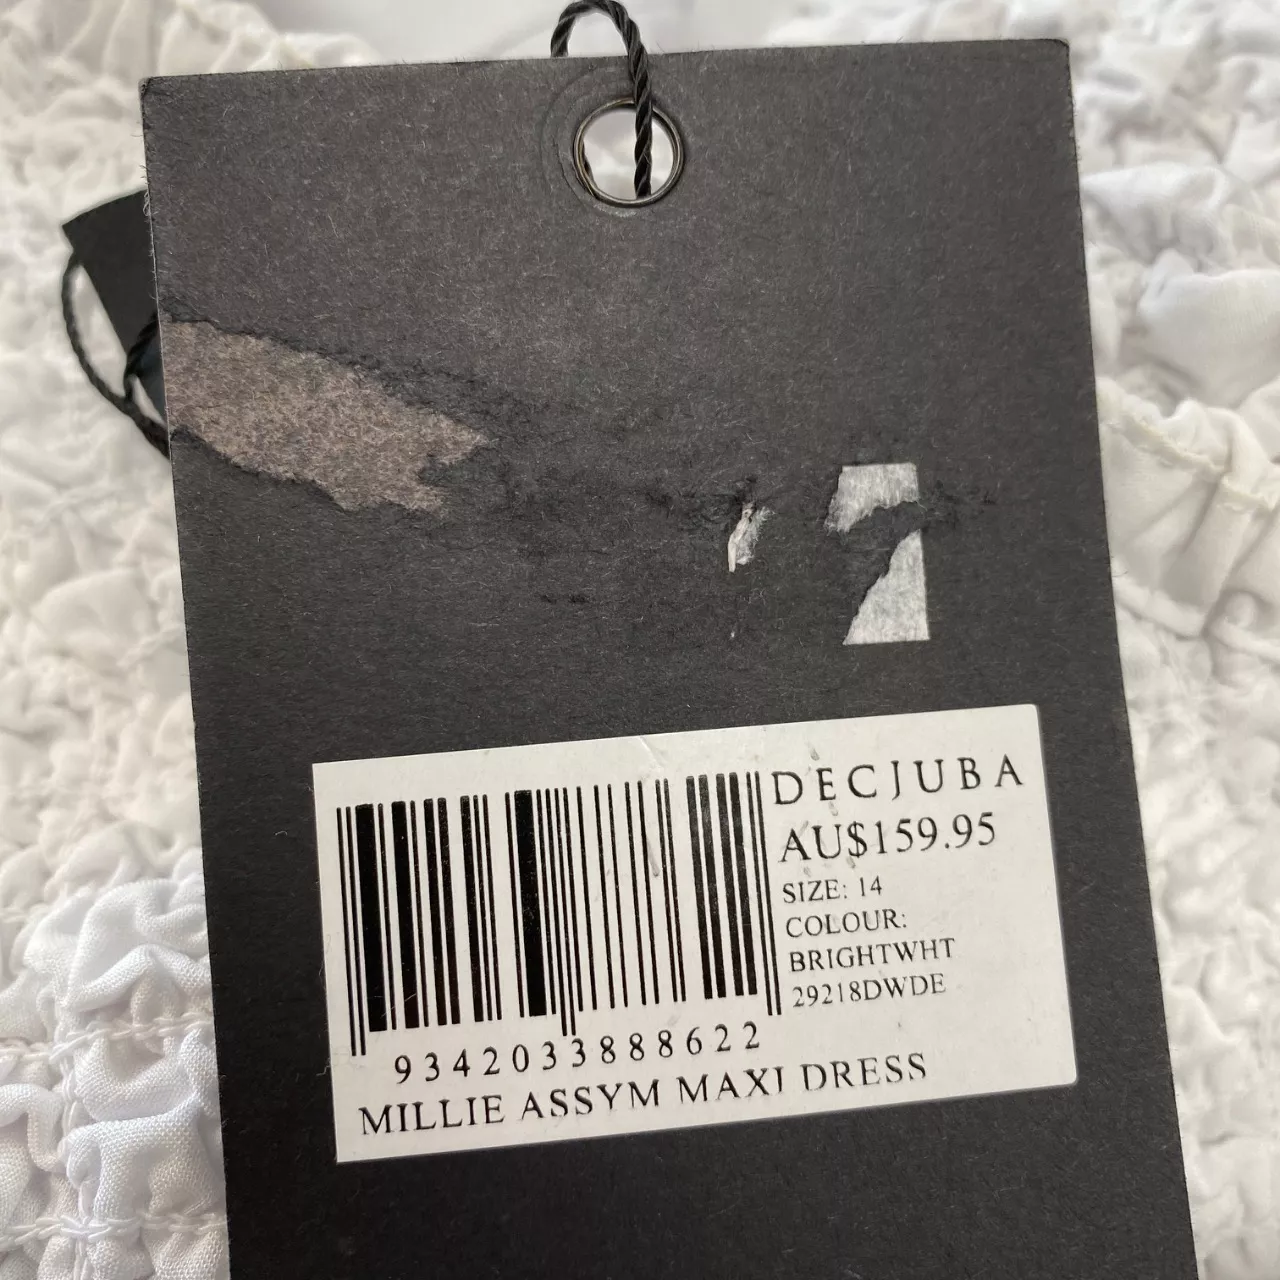 DECJUBA
AU$159.95
SIZE: 14
COLOUR:
BRIGHTWHT
29218DWDE
9342033888622
MILLIE ASSYM MAXI DRESS